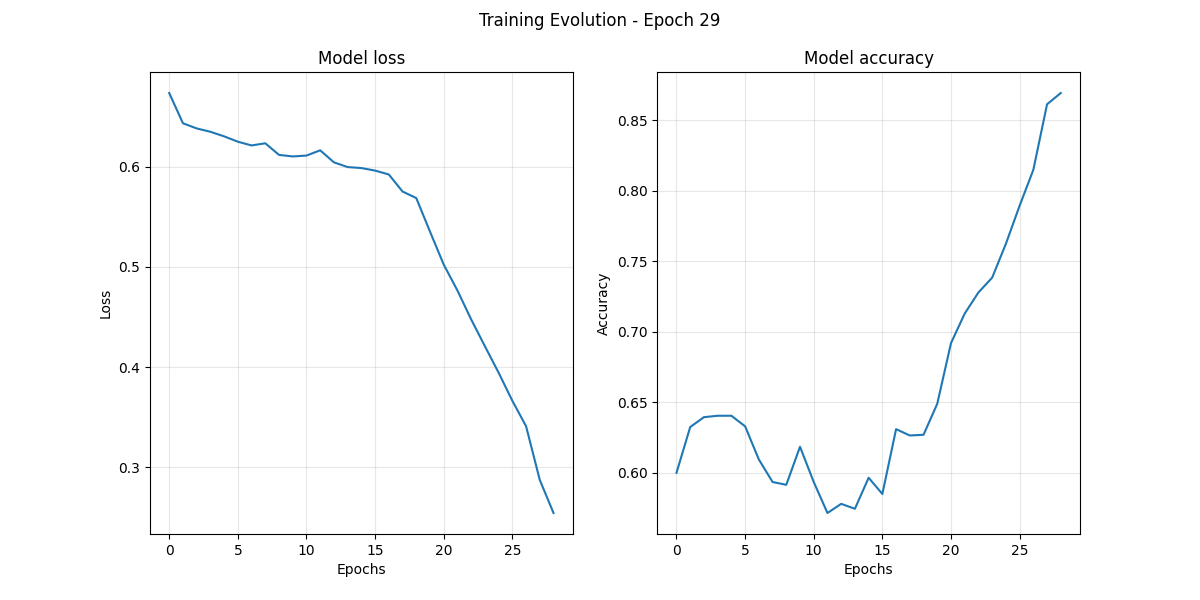 Training Evolution - Epoch 29
Model loss
Loss
0.6
0.5
0.4
0.3
0 5 10 15 20 25
Epochs
Model accuracy
Accuracy
0.85
0.80
0.75
0.70
0.65
0.60
0 5 10 15 20 25
Epochs